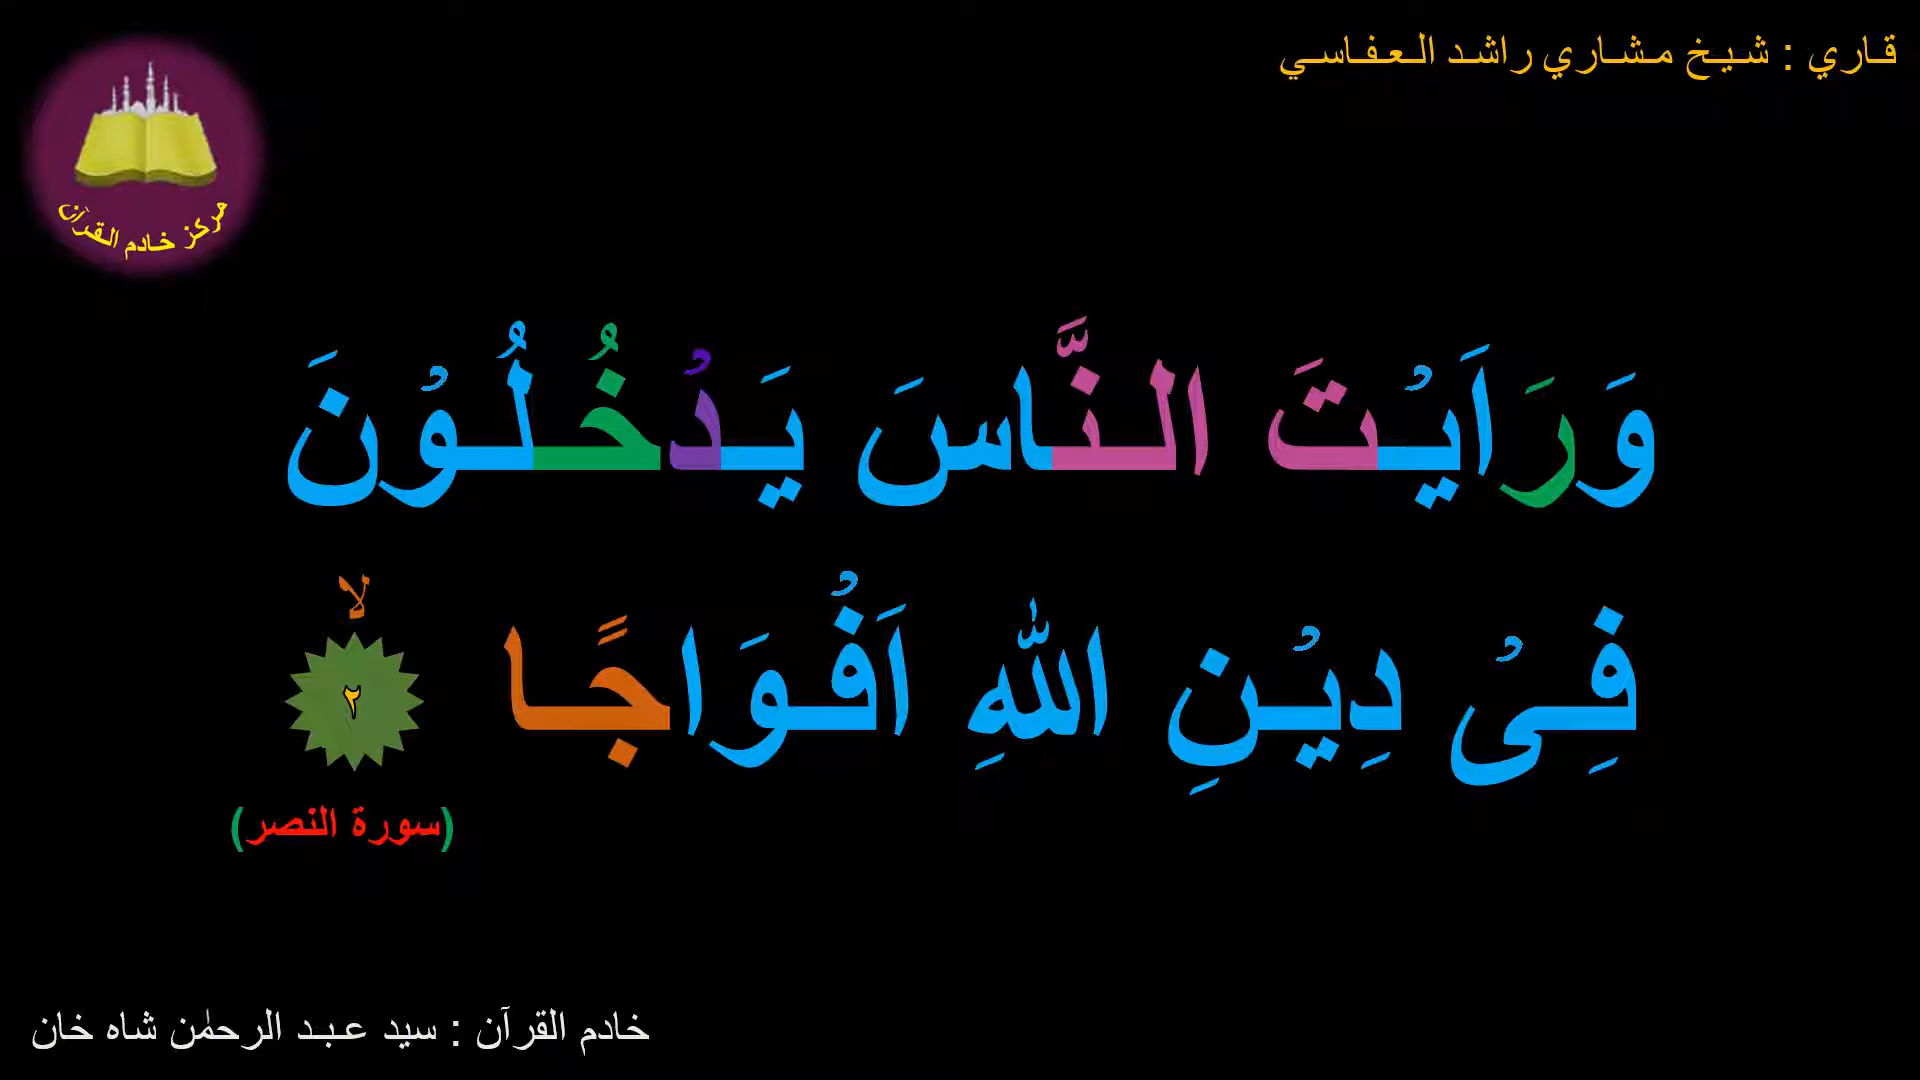 قاري : شيخ مشاري راشد العفاسي
مركز خادم القرآن
وَرَاَيْتَ النَّاسَ يَدْخُلُوْنَ
فِىْ دِيْنِ اللّٰهِ اَفْوَاجًا ۙ ٢
(سورة النصر)
خادم القرآن : سيد عبد الرحمٰن شاه خان